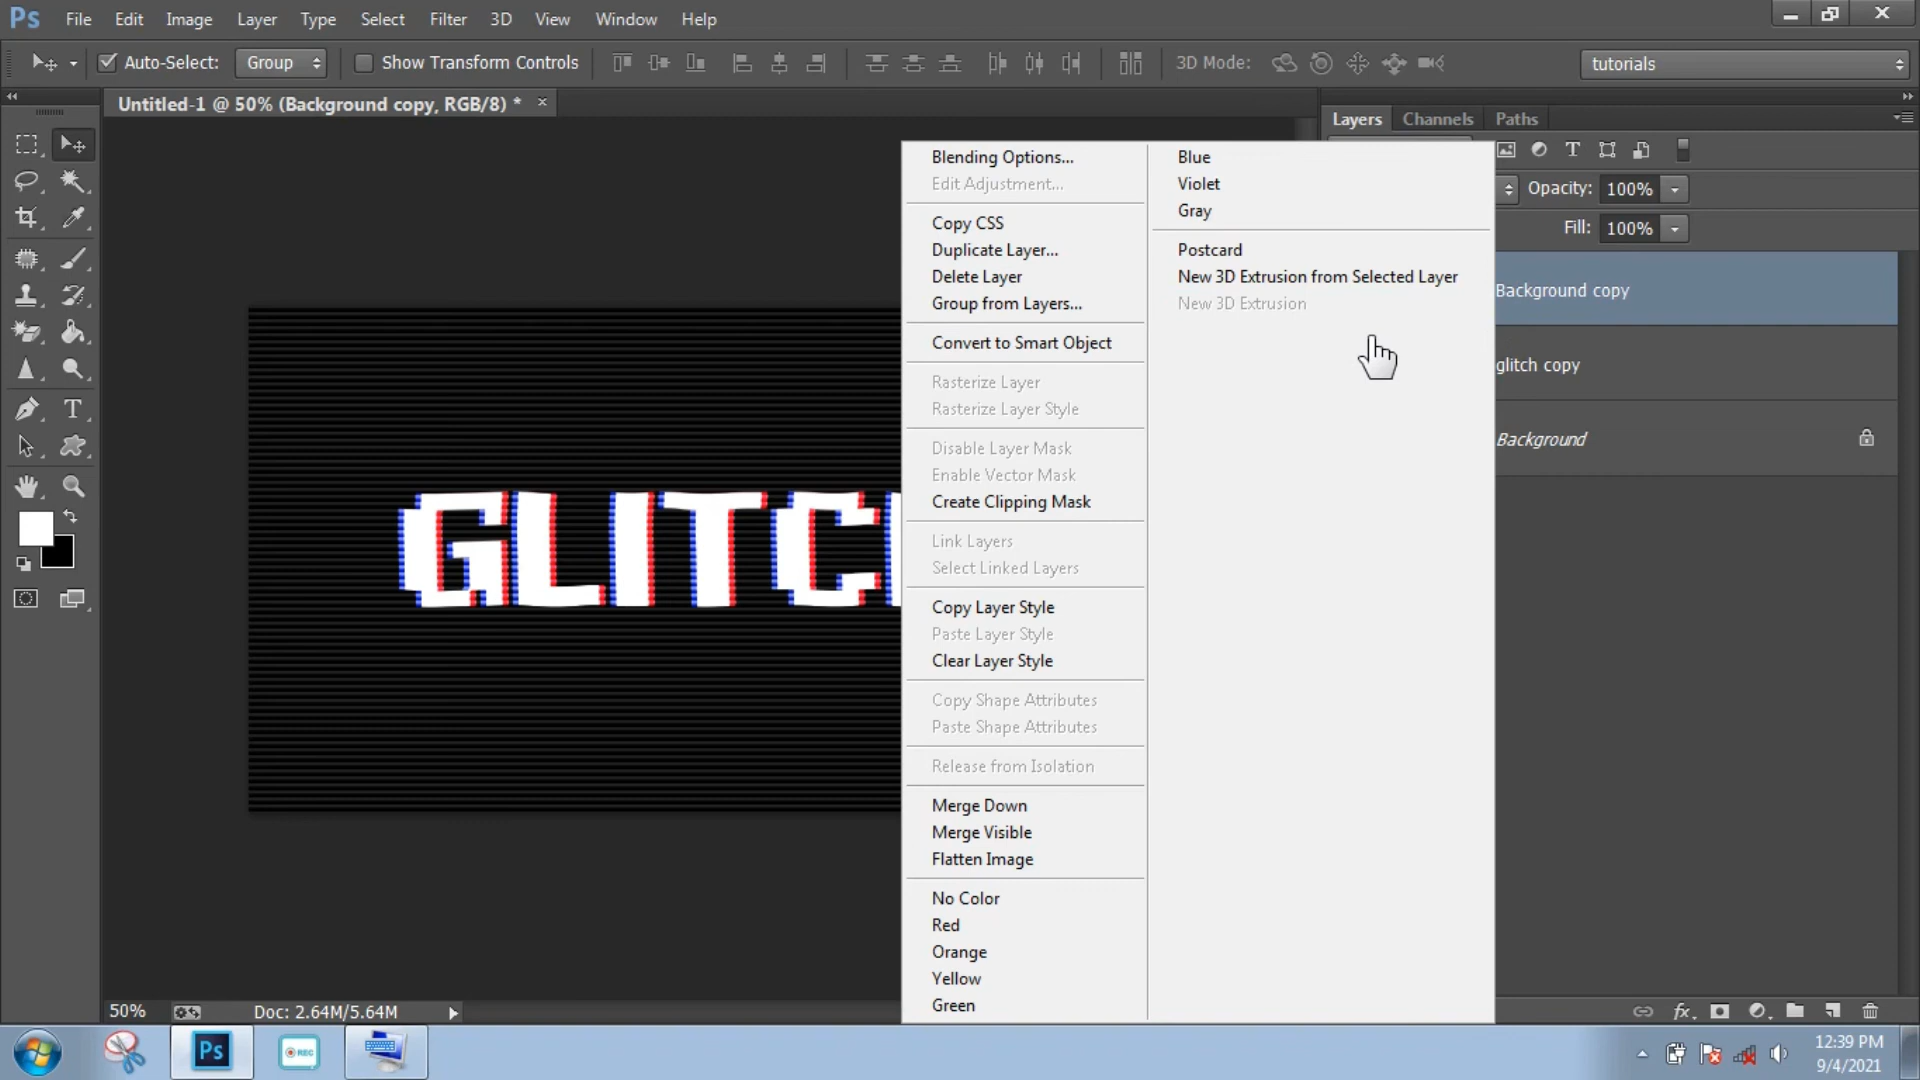 Ps File Edit Image Layer Type Select Filter 3D View Window Help
Auto-Select: Group Show Transform Controls 3D Mode: tutorials
Untitled-1 @ 50% (Background copy, RGB/8) *
Layers Channels Paths
Opacity: 100%
Fill: 100%
Background copy
glitch copy
Background
Blending Options...
Edit Adjustment...
Copy CSS
Duplicate Layer...
Delete Layer
Group from Layers...
Convert to Smart Object
Rasterize Layer
Rasterize Layer Style
Disable Layer Mask
Enable Vector Mask
Create Clipping Mask
Link Layers
Select Linked Layers
Copy Layer Style
Paste Layer Style
Clear Layer Style
Copy Shape Attributes
Paste Shape Attributes
Release from Isolation
Merge Down
Merge Visible
Flatten Image
No Color
Red
Orange
Yellow
Green
Blue
Violet
Gray
Postcard
New 3D Extrusion from Selected Layer
New 3D Extrusion
GLITC
50% Doc: 2.64M/5.64M
Ps
REC
12:39 PM
9/4/2021